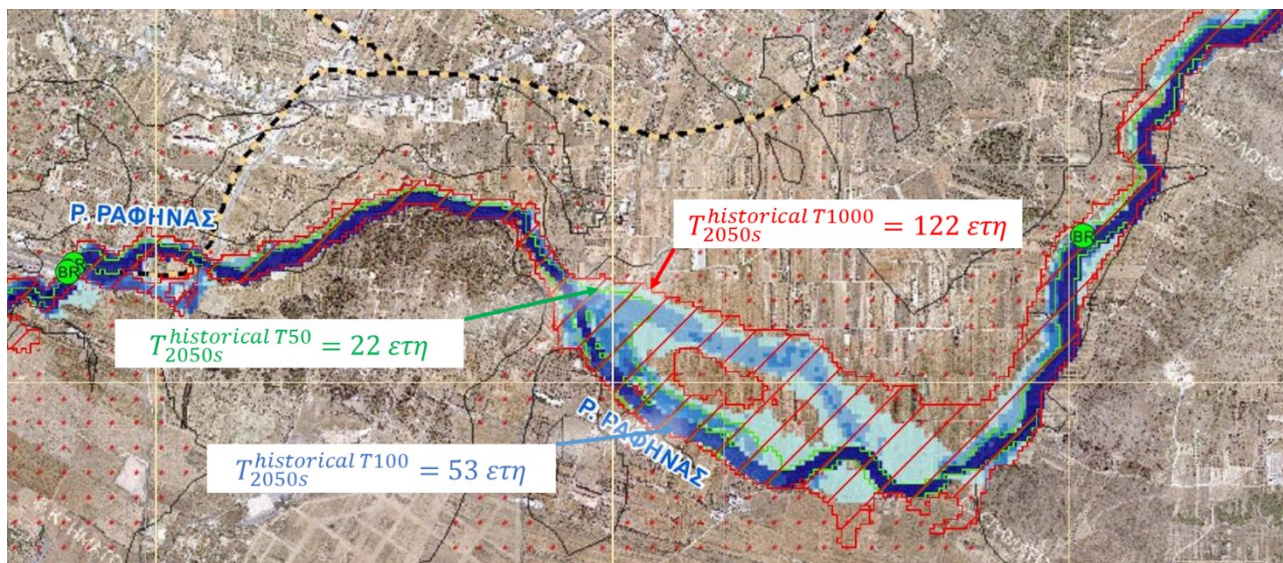 Ρ. ΡΑΦΗΝΑΣ
BR
BR
T_{2050s}^{historical T1000} = 122 ετη
T_{2050s}^{historical T50} = 22 ετη
Ρ. ΡΑΦΗΝΑΣ
T_{2050s}^{historical T100} = 53 ετη